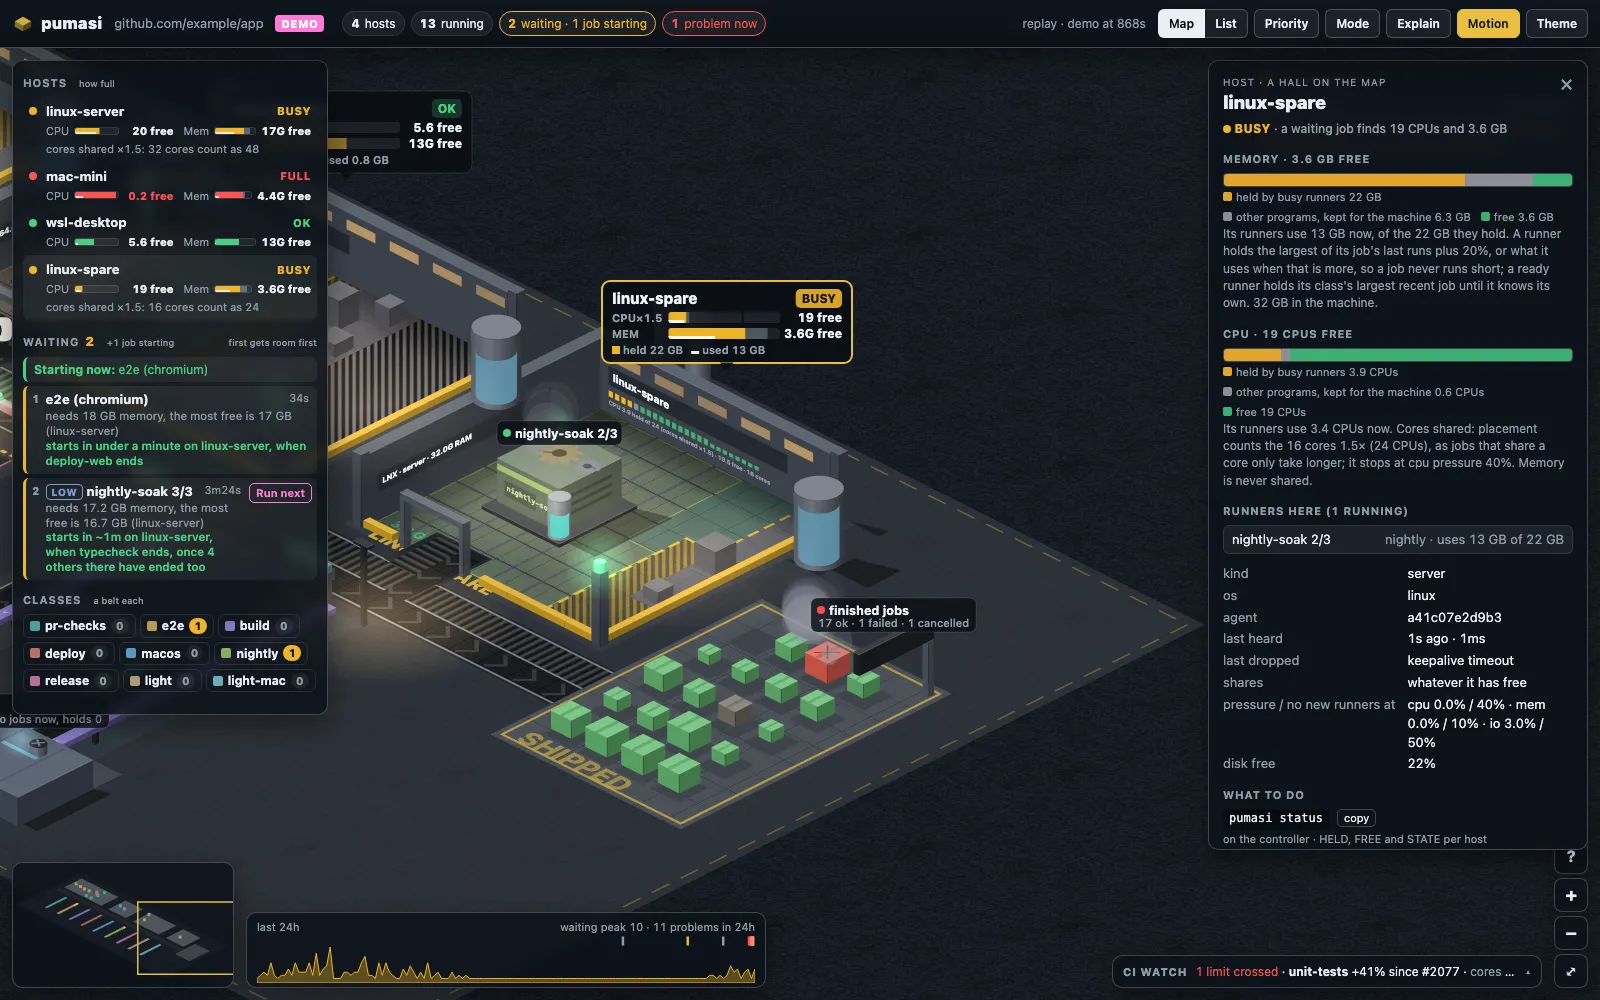 pumasi github.com/example/app DEMO 4 hosts 13 running 2 waiting · 1 job starting 1 problem now replay · demo at 868s Map List Priority Mode Explain Motion Theme
HOSTS how full
linux-server BUSY
CPU 20 free Mem 17G free
cores shared ×1.5: 32 cores count as 48
mac-mini FULL
CPU 0.2 free Mem 4.4G free
wsl-desktop OK
CPU 5.6 free Mem 13G free
linux-spare BUSY
CPU 19 free Mem 3.6G free
cores shared ×1.5: 16 cores count as 24
WAITING 2 +1 job starting first gets room first
Starting now: e2e (chromium)
1 e2e (chromium) 34s
needs 18 GB memory, the most free is 17 GB
(linux-server)
starts in under a minute on linux-server, when
deploy-web ends
2 LOW nightly-soak 3/3 3m24s Run next
needs 17.2 GB memory, the most
free is 16.7 GB (linux-server)
starts in ~1m on linux-server,
when typecheck ends, once 4
others there have ended too
CLASSES a belt each
pr-checks 0 e2e 1 build 0
deploy 0 macos 0 nightly 1
release 0 light 0 light-mac 0
o jobs now, holds 0
OK
5.6 free
13G free
sed 0.8 GB
linux-spare BUSY
CPU×1.5 19 free
MEM 3.6G free
held 22 GB used 13 GB
linux-spare
LNX · server · 32.0G RAM
nightly-soak 2/3
finished jobs
17 ok · 1 failed · 1 cancelled
SHIPPED
last 24h waiting peak 10 · 11 problems in 24h
HOST · A HALL ON THE MAP
linux-spare
BUSY · a waiting job finds 19 CPUs and 3.6 GB
MEMORY · 3.6 GB FREE
held by busy runners 22 GB
other programs, kept for the machine 6.3 GB free 3.6 GB
Its runners use 13 GB now, of the 22 GB they hold. A runner
holds the largest of its job's last runs plus 20%, or what it
uses when that is more, so a job never runs short; a ready
runner holds its class's largest recent job until it knows its
own. 32 GB in the machine.
CPU · 19 CPUS FREE
held by busy runners 3.9 CPUs
other programs, kept for the machine 0.6 CPUs
free 19 CPUs
Its runners use 3.4 CPUs now. Cores shared: placement
counts the 16 cores 1.5× (24 CPUs), as jobs that share a
core only take longer; it stops at cpu pressure 40%. Memory
is never shared.
RUNNERS HERE (1 RUNNING)
nightly-soak 2/3 nightly · uses 13 GB of 22 GB
kind server
os linux
agent a41c07e2d9b3
last heard 1s ago · 1ms
last dropped keepalive timeout
shares whatever it has free
pressure / no new runners at cpu 0.0% / 40% · mem
0.0% / 10% · io 3.0% /
50%
disk free 22%
WHAT TO DO
pumasi status copy
on the controller · HELD, FREE and STATE per host
?
+
−
CI WATCH 1 limit crossed · unit-tests +41% since #2077 · cores ...